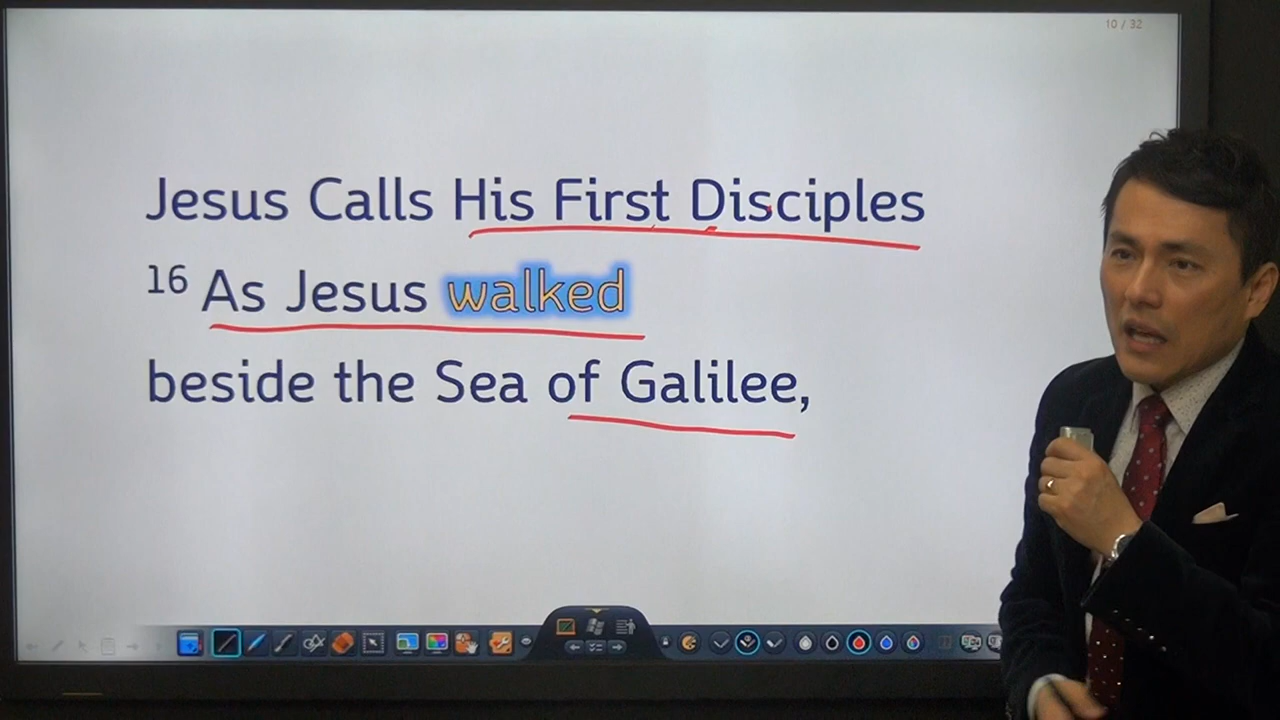 10 / 32
Jesus Calls His First Disciples
16 As Jesus walked
beside the Sea of Galilee,